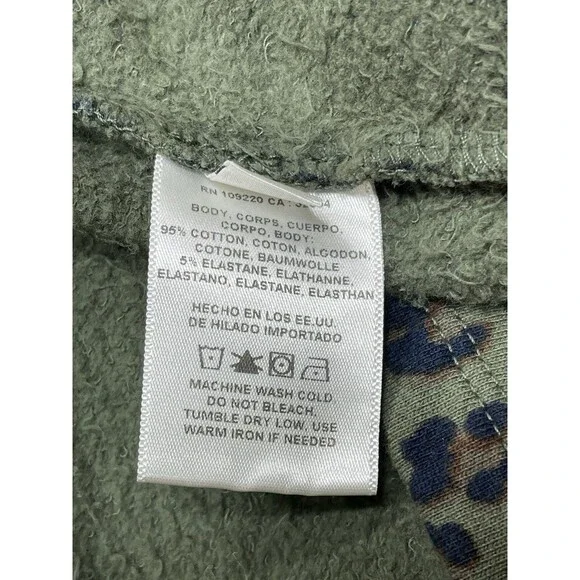 RN 109220 CA :
BODY, CORPS, CUERPO,
CORPO, BODY:
95% COTTON, COTON, ALGODON,
COTONE, BAUMWOLLE
5% ELASTANE, ELATHANNE,
ELASTANO, ELASTANE, ELASTHAN
HECHO EN LOS EE.UU.
DE HILADO IMPORTADO
MACHINE WASH COLD
DO NOT BLEACH.
TUMBLE DRY LOW. USE
WARM IRON IF NEEDED